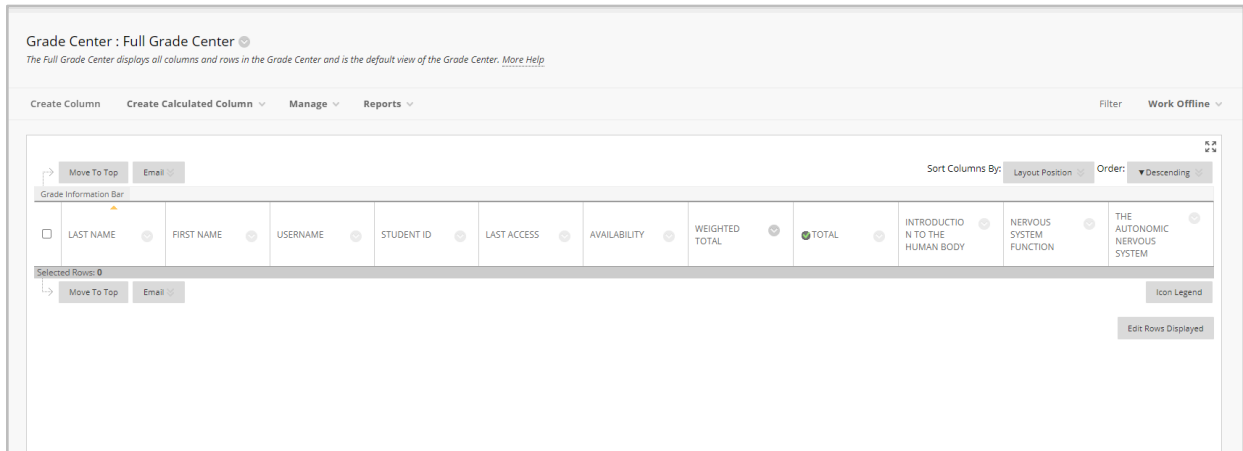 Grade Center : Full Grade Center
The Full Grade Center displays all columns and rows in the Grade Center and is the default view of the Grade Center. More Help
Create Column Create Calculated Column Manage Reports Filter Work Offline
Move To Top Email Sort Columns By: Layout Position Order: ▼Descending
Grade Information Bar
LAST NAME
FIRST NAME
USERNAME
STUDENT ID
LAST ACCESS
AVAILABILITY
WEIGHTED
TOTAL
TOTAL
INTRODUCTIO
N TO THE
HUMAN BODY
NERVOUS
SYSTEM
FUNCTION
THE
AUTONOMIC
NERVOUS
SYSTEM
Selected Rows: 0
Move To Top Email Icon Legend
Edit Rows Displayed